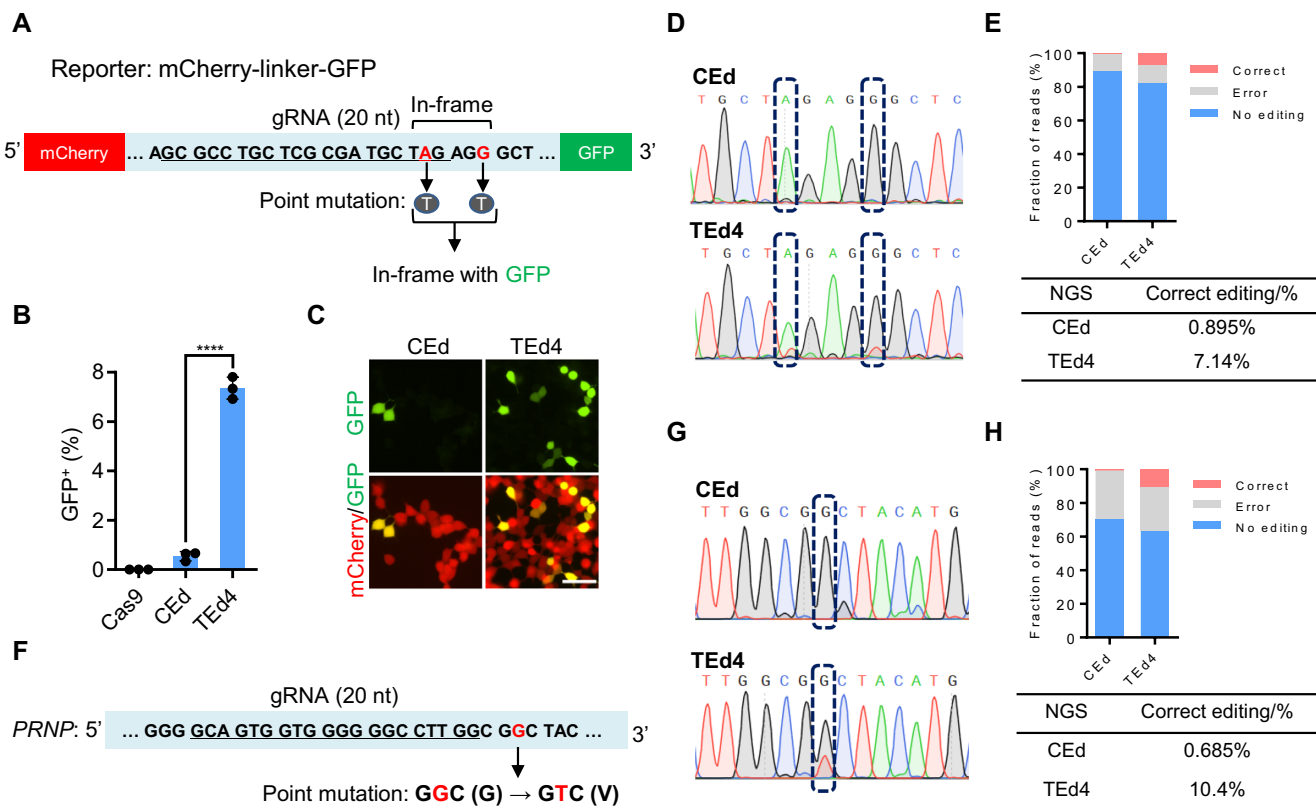 A
Reporter: mCherry-linker-GFP
gRNA (20 nt)
In-frame
5’ mCherry ... AGC GCC TGC TCG CGA TGC TAG AGG GCT ... GFP 3’
Point mutation: T T
In-frame with GFP
B
****
GFP⁺ (%)
8
6
4
2
0
Cas9
CEd
TEd4
C
CEd TEd4
GFP
mCherry/GFP
D
CEd
T G C T A G A G G G C T C
TEd4
T G C T A G A G G G C T C
E
Fraction of reads (%)
100
80
60
40
20
0
CEd
TEd4
Correct
Error
No editing
NGS Correct editing/%
CEd 0.895%
TEd4 7.14%
F
gRNA (20 nt)
PRNP: 5’ ... GGG GCA GTG GTG GGG GGC CTT GGC GGC TAC ... 3’
Point mutation: GGC (G) → GTC (V)
G
CEd
T T G G C G G C T A C A T G
TEd4
T T G G C G G C T A C A T G
H
Fraction of reads (%)
100
80
60
40
20
0
CEd
TEd4
Correct
Error
No editing
NGS Correct editing/%
CEd 0.685%
TEd4 10.4%